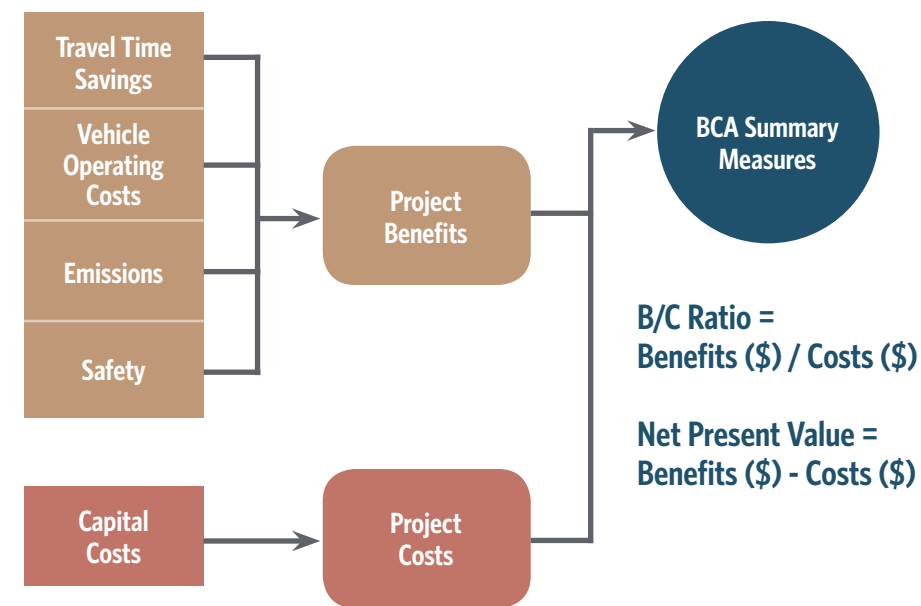 Travel Time
Savings
Vehicle
Operating
Costs
Emissions
Safety
Project
Benefits
BCA Summary
Measures
B/C Ratio =
Benefits ($) / Costs ($)
Net Present Value =
Benefits ($) - Costs ($)
Capital
Costs
Project
Costs